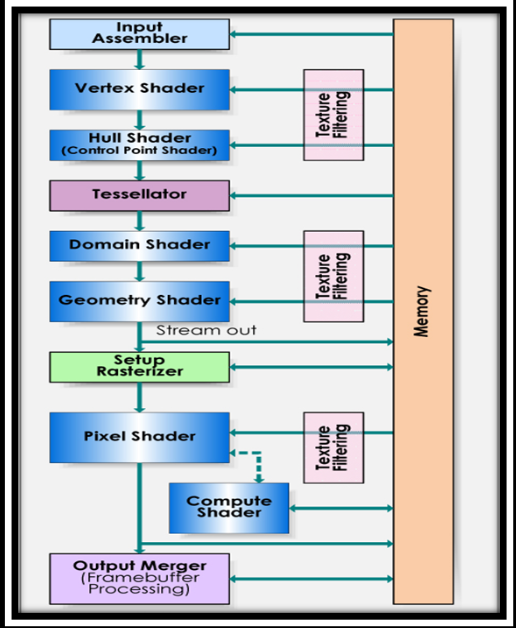 Input
Assembler
Vertex Shader
Texture
Filtering
Hull Shader
(Control Point Shader)
Tessellator
Domain Shader
Texture
Filtering
Geometry Shader
Memory
Stream out
Setup
Rasterizer
Pixel Shader
Texture
Filtering
Compute
Shader
Output Merger
(Framebuffer
Processing)